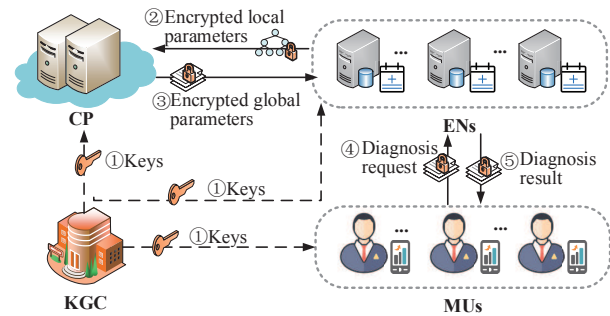 ②Encrypted local
parameters
...
...
③Encrypted global
parameters
CP
ENs
④Diagnosis
request
⑤Diagnosis
result
①Keys
①Keys
①Keys
...
...
KGC
MUs